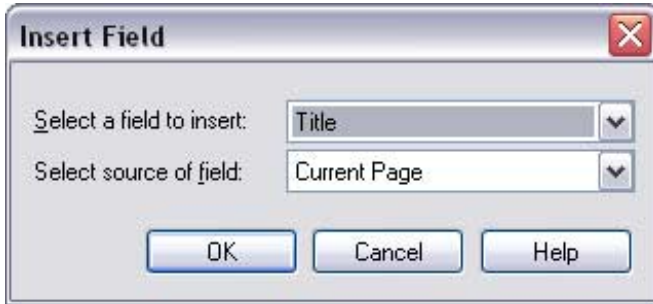 Insert Field
Select a field to insert: Title
Select source of field: Current Page
OK Cancel Help